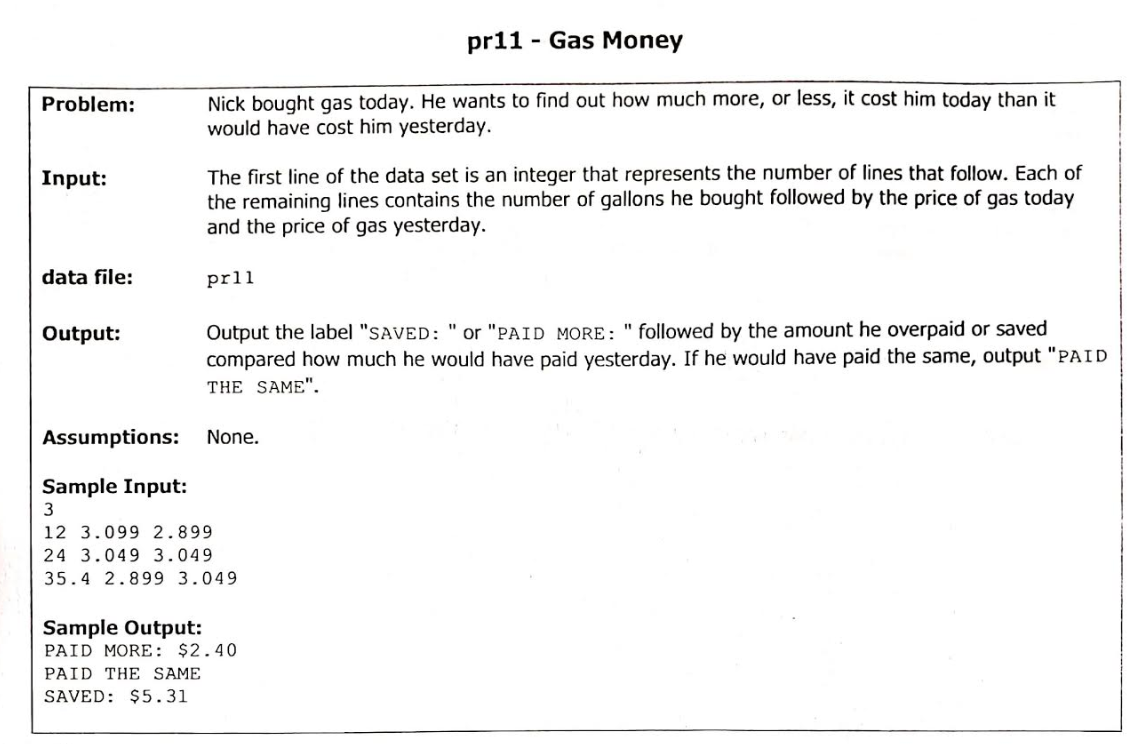 pr11 - Gas Money
Problem: Nick bought gas today. He wants to find out how much more, or less, it cost him today than it
would have cost him yesterday.
Input: The first line of the data set is an integer that represents the number of lines that follow. Each of
the remaining lines contains the number of gallons he bought followed by the price of gas today
and the price of gas yesterday.
data file: pr11
Output: Output the label "SAVED: " or "PAID MORE: " followed by the amount he overpaid or saved
compared how much he would have paid yesterday. If he would have paid the same, output "PAID
THE SAME".
Assumptions: None.
Sample Input:
3
12 3.099 2.899
24 3.049 3.049
35.4 2.899 3.049
Sample Output:
PAID MORE: $2.40
PAID THE SAME
SAVED: $5.31